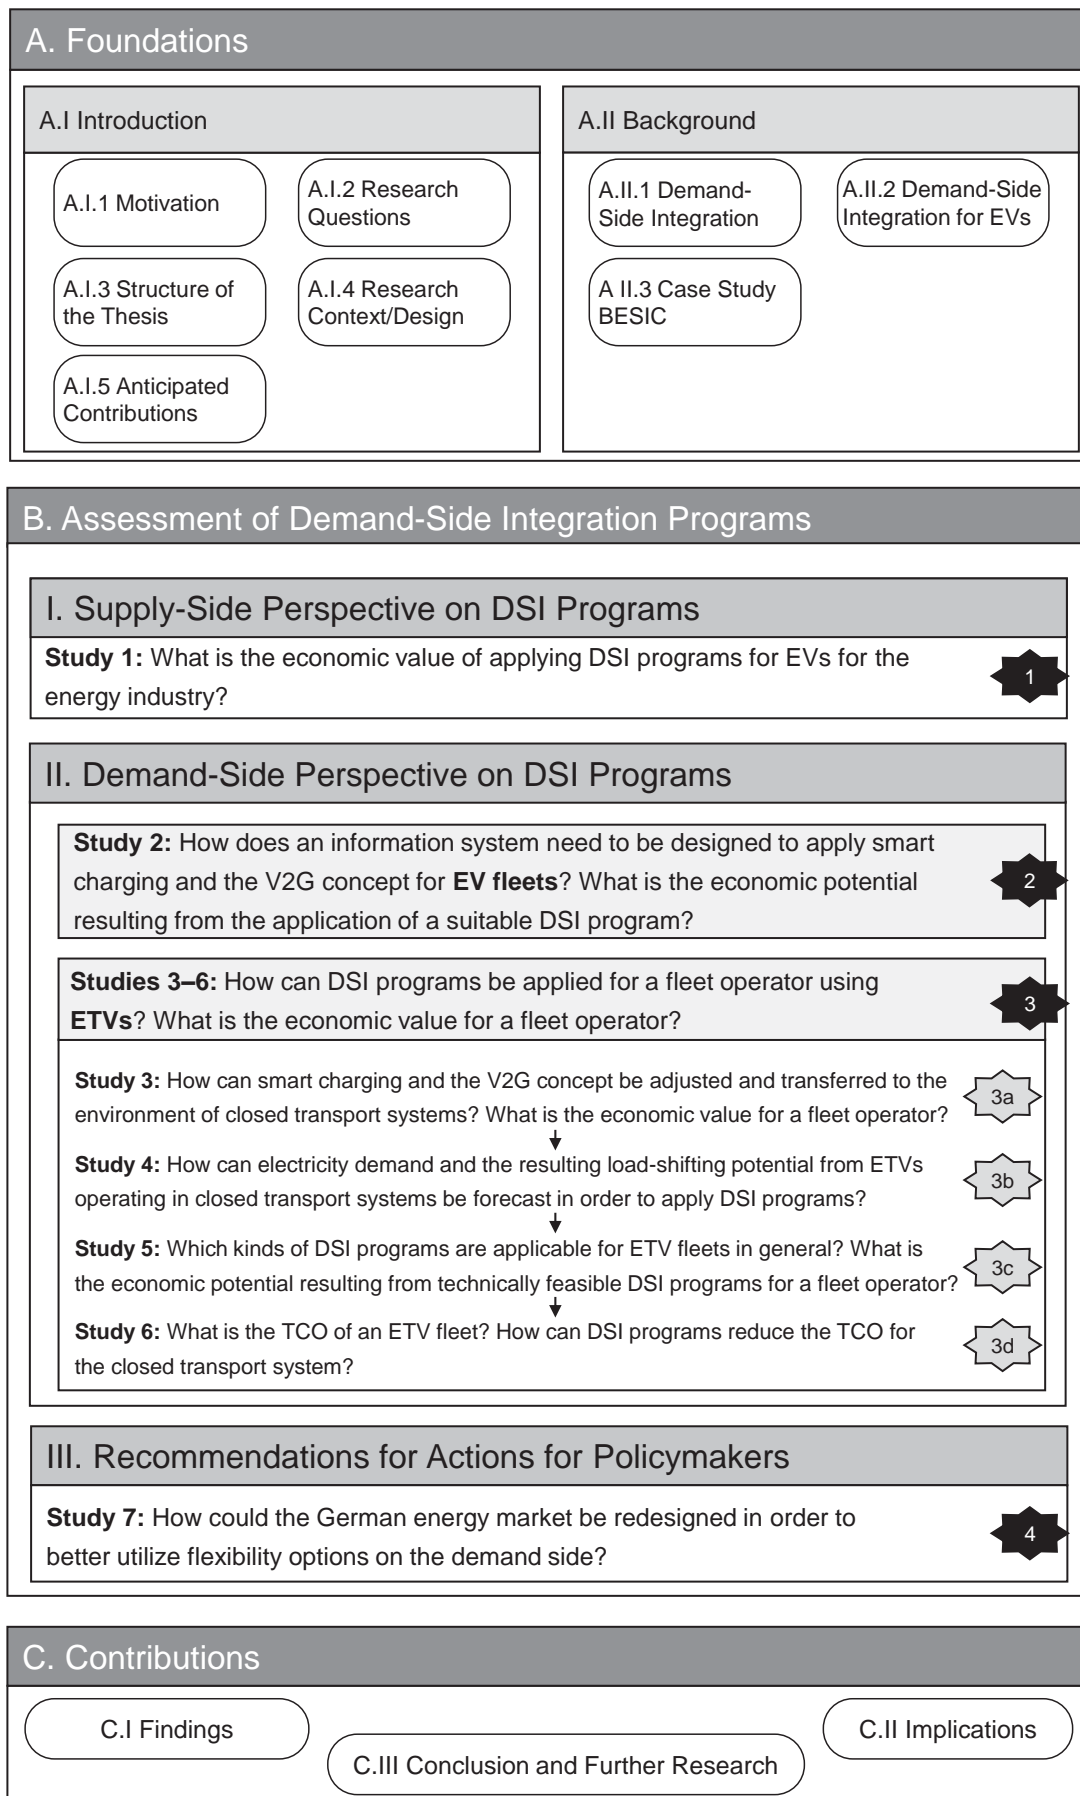 A. Foundations
A.I Introduction
A.I.1 Motivation
A.I.2 Research
Questions
A.I.3 Structure of
the Thesis
A.I.4 Research
Context/Design
A.I.5 Anticipated
Contributions
A.II Background
A.II.1 Demand-
Side Integration
A.II.2 Demand-Side
Integration for EVs
A II.3 Case Study
BESIC
B. Assessment of Demand-Side Integration Programs
I. Supply-Side Perspective on DSI Programs
Study 1: What is the economic value of applying DSI programs for EVs for the
energy industry?
1
II. Demand-Side Perspective on DSI Programs
Study 2: How does an information system need to be designed to apply smart
charging and the V2G concept for EV fleets? What is the economic potential
resulting from the application of a suitable DSI program?
2
Studies 3–6: How can DSI programs be applied for a fleet operator using
ETVs? What is the economic value for a fleet operator?
3
Study 3: How can smart charging and the V2G concept be adjusted and transferred to the
environment of closed transport systems? What is the economic value for a fleet operator?
3a
Study 4: How can electricity demand and the resulting load-shifting potential from ETVs
operating in closed transport systems be forecast in order to apply DSI programs?
3b
Study 5: Which kinds of DSI programs are applicable for ETV fleets in general? What is
the economic potential resulting from technically feasible DSI programs for a fleet operator?
3c
Study 6: What is the TCO of an ETV fleet? How can DSI programs reduce the TCO for
the closed transport system?
3d
III. Recommendations for Actions for Policymakers
Study 7: How could the German energy market be redesigned in order to
better utilize flexibility options on the demand side?
4
C. Contributions
C.I Findings
C.II Implications
C.III Conclusion and Further Research